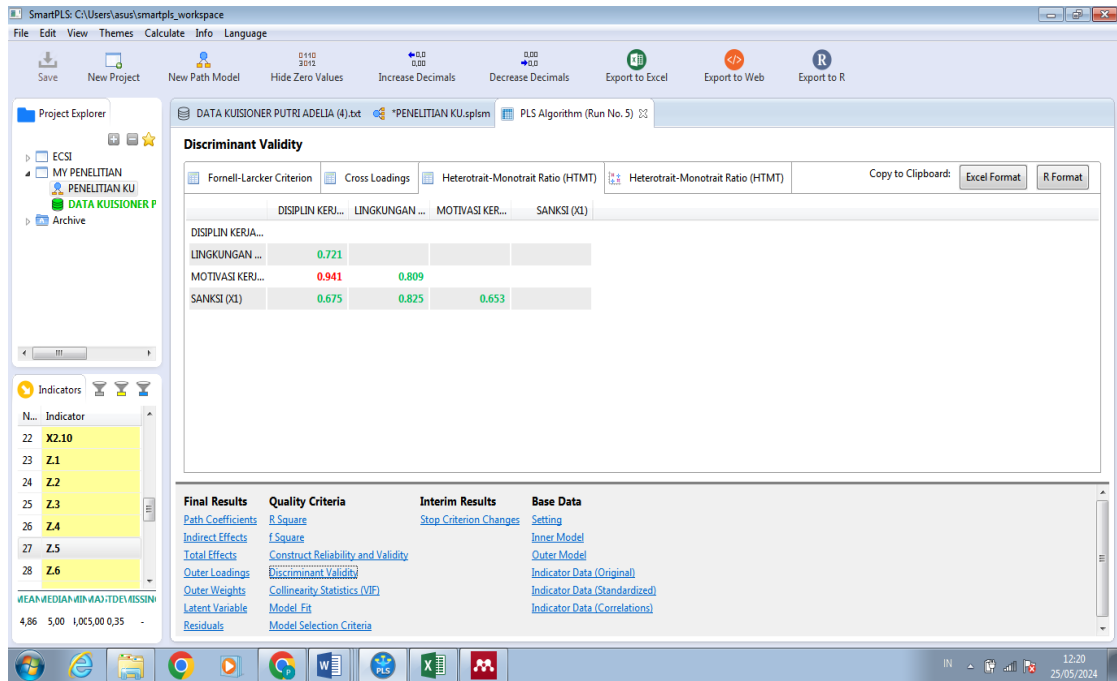 SmartPLS: C:\Users\asus\smartpls_workspace
File Edit View Themes Calculate Info Language
Save New Project New Path Model Hide Zero Values Increase Decimals Decrease Decimals Export to Excel Export to Web Export to R
Project Explorer
ECSI
MY PENELITIAN
PENELITIAN KU
DATA KUISIONER P
Archive
DATA KUISIONER PUTRI ADELIA (4).txt *PENELITIAN KU.splsm PLS Algorithm (Run No. 5)
Discriminant Validity
Fornell-Larcker Criterion Cross Loadings Heterotrait-Monotrait Ratio (HTMT) Heterotrait-Monotrait Ratio (HTMT) Copy to Clipboard: Excel Format R Format
DISIPLIN KERJ... LINGKUNGAN ... MOTIVASI KER... SANKSI (X1)
DISIPLIN KERJA...
LINGKUNGAN ... 0.721
MOTIVASI KERJ... 0.941 0.809
SANKSI (X1) 0.675 0.825 0.653
Indicators
N... Indicator
22 X2.10
23 Z.1
24 Z.2
25 Z.3
26 Z.4
27 Z.5
28 Z.6
4,86 5,00 5,00 0,35 -
Final Results Quality Criteria Interim Results Base Data
Path Coefficients R Square Stop Criterion Changes Setting
Indirect Effects f Square Inner Model
Total Effects Construct Reliability and Validity Outer Model
Outer Loadings Discriminant Validity Indicator Data (Original)
Outer Weights Collinearity Statistics (VIF) Indicator Data (Standardized)
Latent Variable Model Fit Indicator Data (Correlations)
Residuals Model Selection Criteria
IN 12:20
25/05/2024